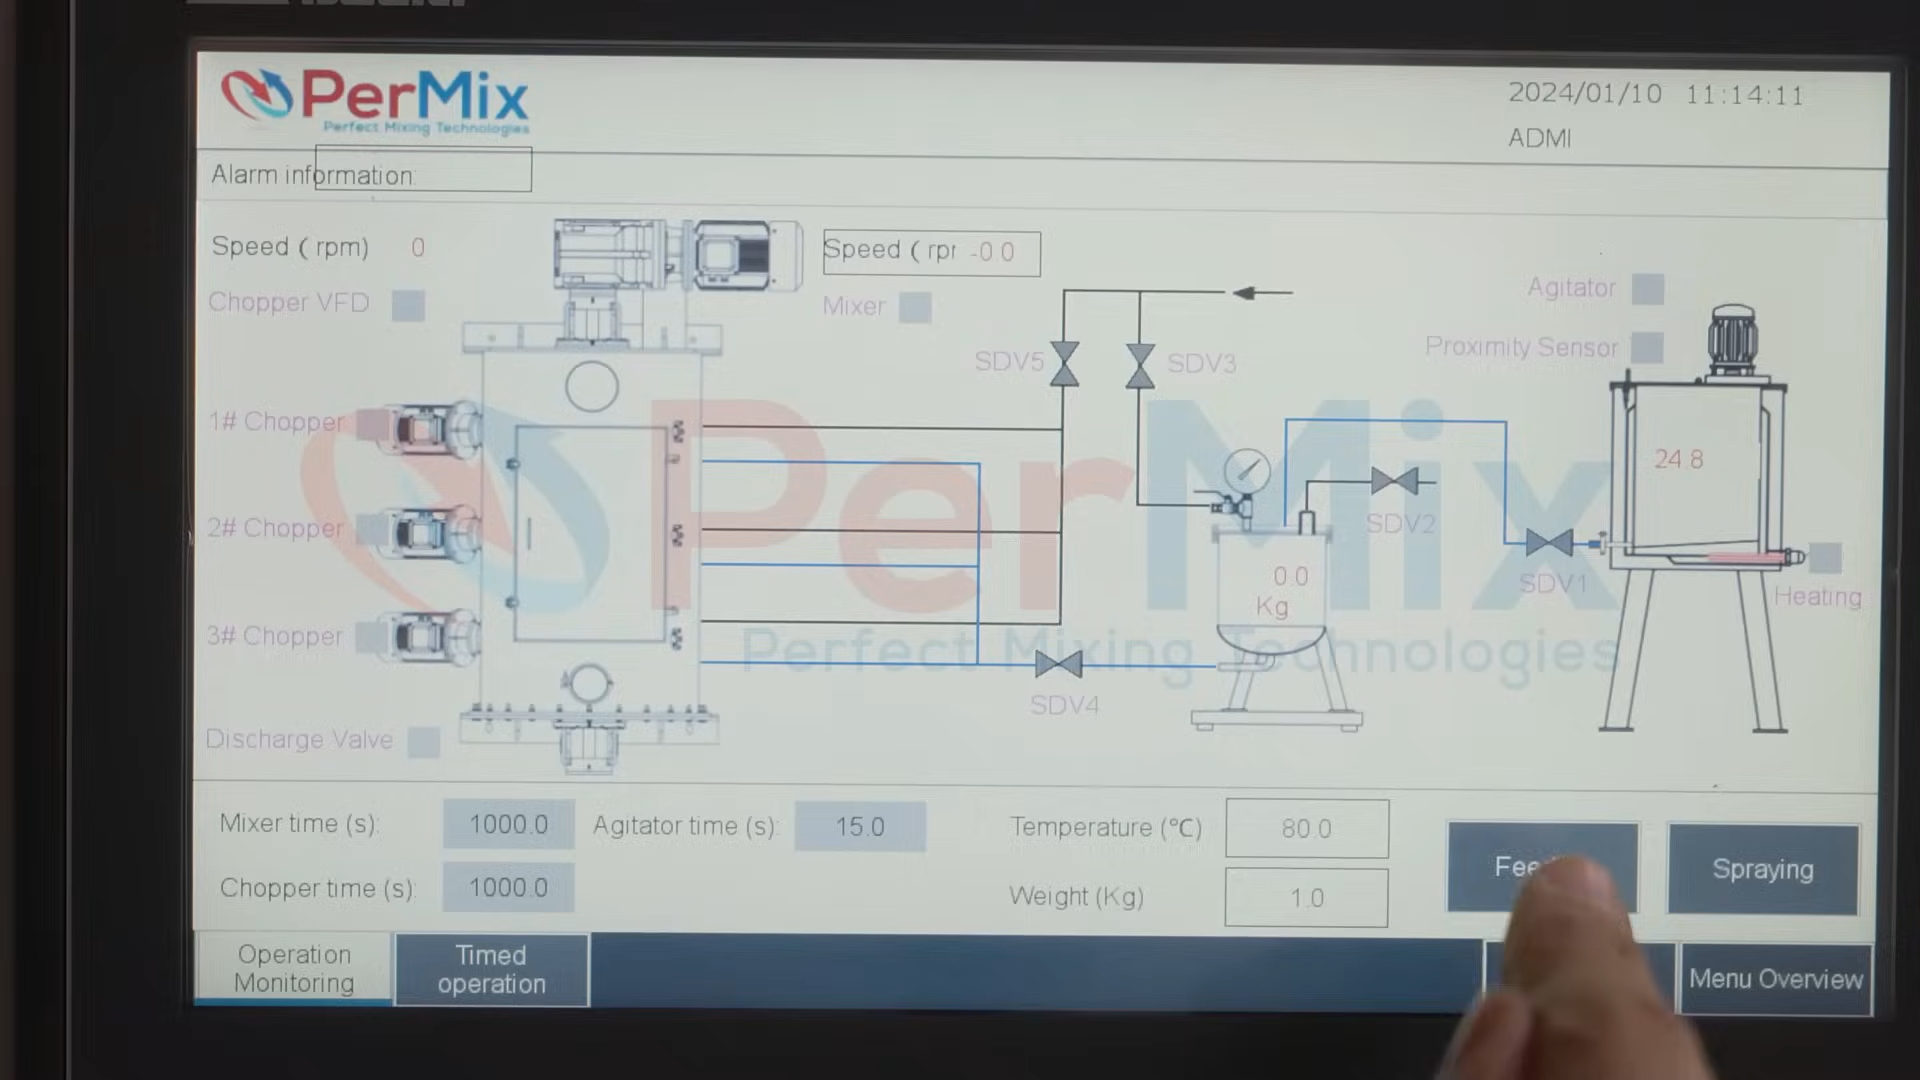 PerMix
Perfect Mixing Technologies
2024/01/10 11:14:11
ADMI
Alarm information:
Speed ( rpm) 0
Speed ( rpr -0.0
Chopper VFD
Mixer
Agitator
Proximity Sensor
SDV5
SDV3
1# Chopper
24.8
2# Chopper
SDV2
0.0
Kg
SDV1
Heating
3# Chopper
PerMix
Perfect Mixing Technologies
SDV4
Discharge Valve
Mixer time (s): 1000.0
Agitator time (s): 15.0
Temperature (℃) 80.0
Chopper time (s): 1000.0
Weight (Kg) 1.0
Spraying
Operation
Monitoring
Timed
operation
Menu Overview